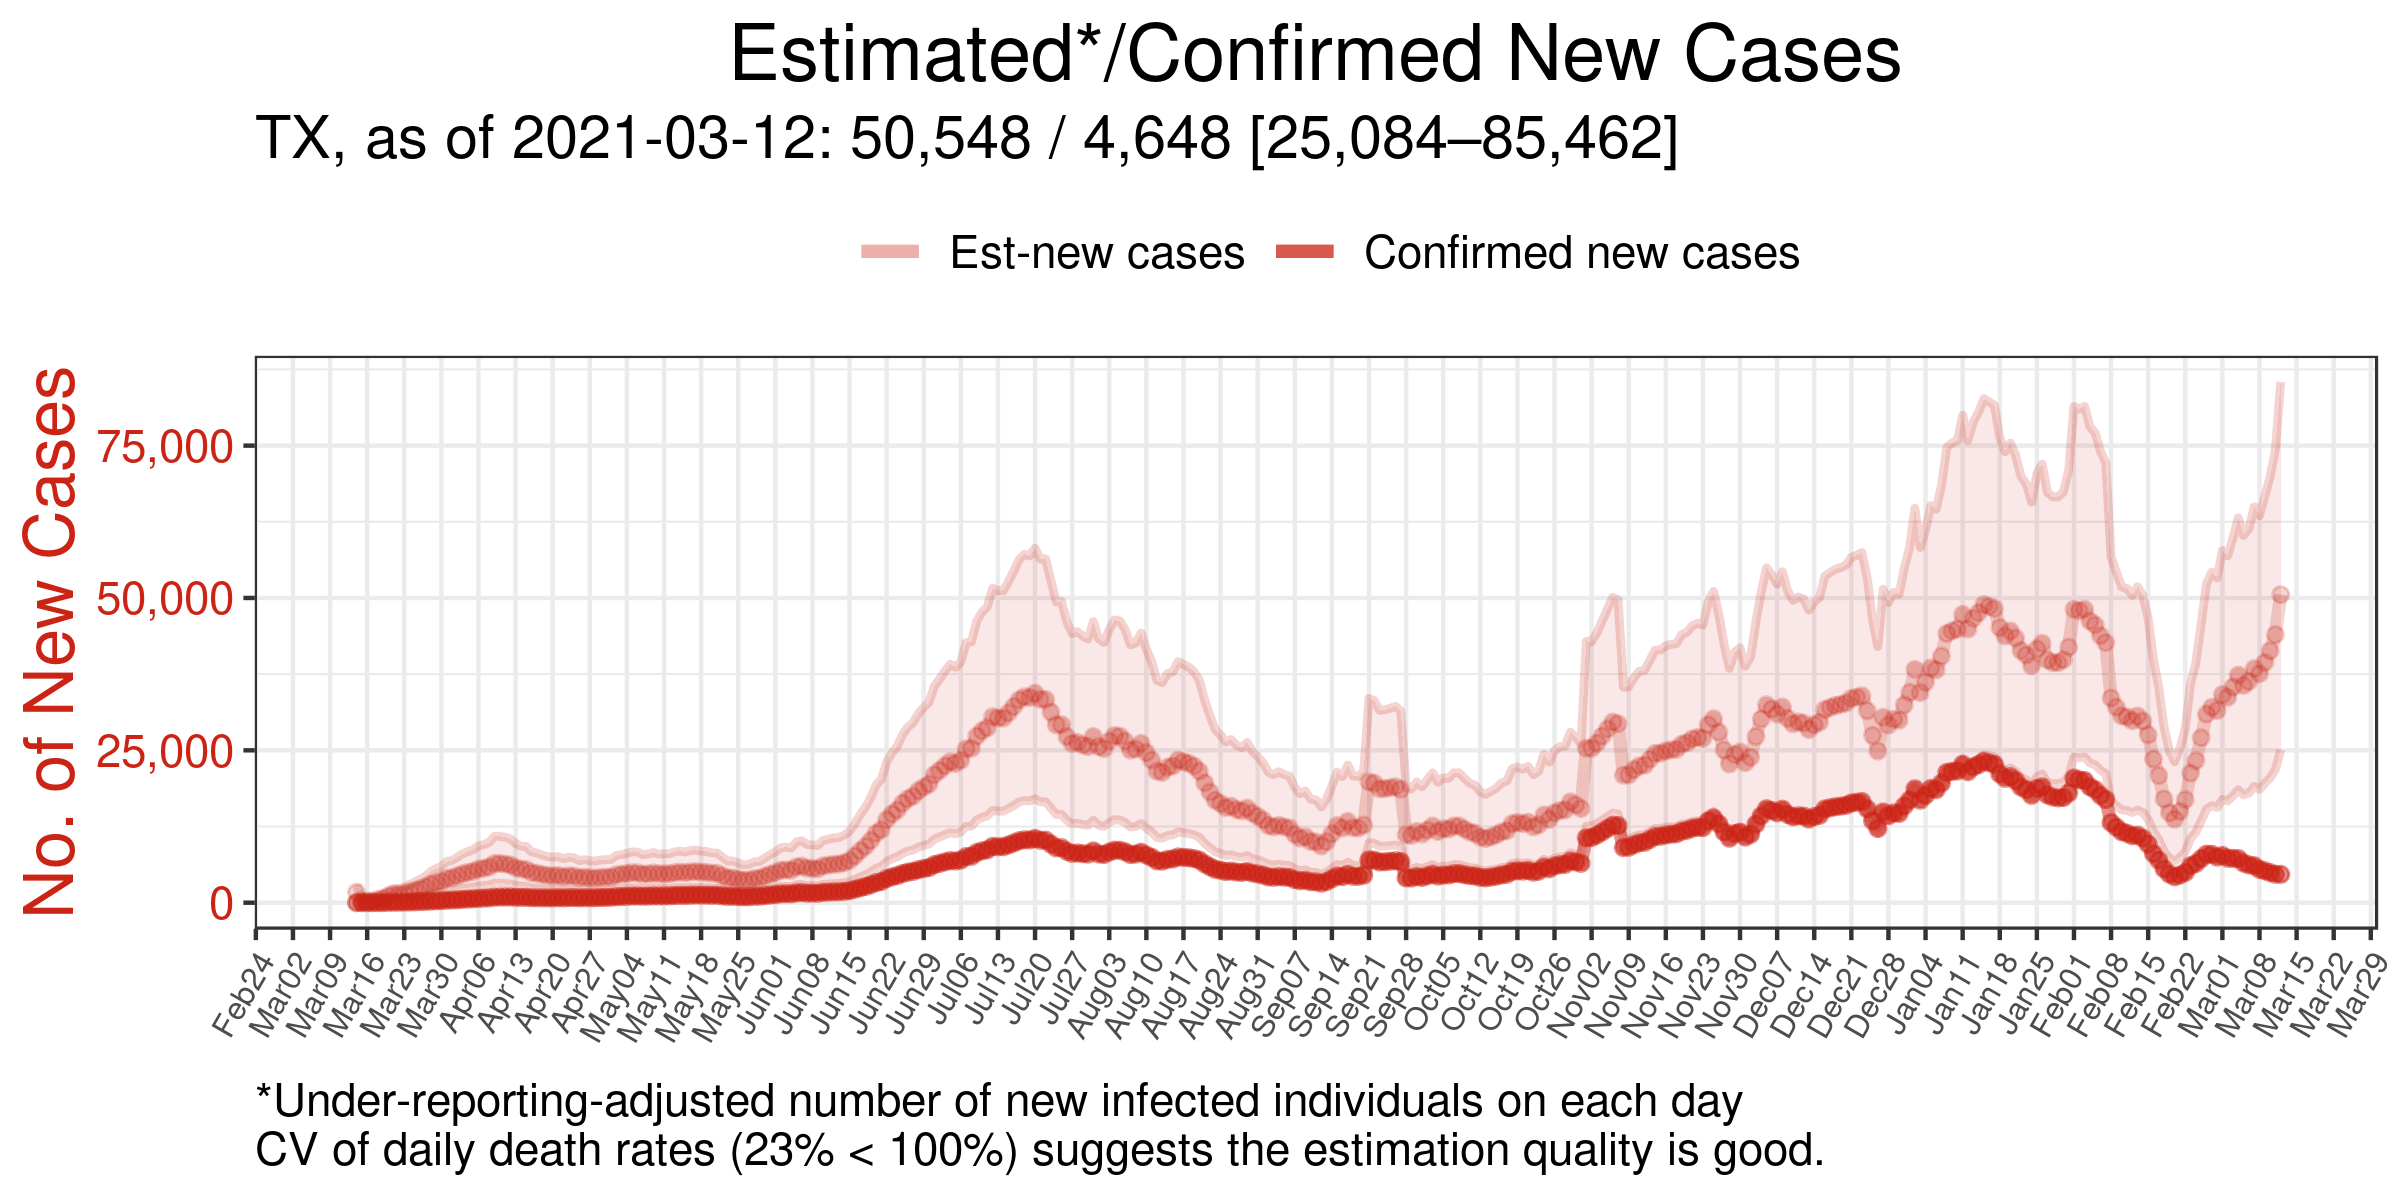 Estimated*/Confirmed New Cases
TX, as of 2021-03-12: 50,548 / 4,648 [25,084–85,462]
Est-new cases
Confirmed new cases
No. of New Cases
75,000
50,000
25,000
0
Feb24
Mar02
Mar09
Mar16
Mar23
Mar30
Apr06
Apr13
Apr20
Apr27
May04
May11
May18
May25
Jun01
Jun08
Jun15
Jun22
Jun29
Jul06
Jul13
Jul20
Jul27
Aug03
Aug10
Aug17
Aug24
Aug31
Sep07
Sep14
Sep21
Sep28
Oct05
Oct12
Oct19
Oct26
Nov02
Nov09
Nov16
Nov23
Nov30
Dec07
Dec14
Dec21
Dec28
Jan04
Jan11
Jan18
Jan25
Feb01
Feb08
Feb15
Feb22
Mar01
Mar08
Mar15
Mar22
Mar29
*Under-reporting-adjusted number of new infected individuals on each day
CV of daily death rates (23% < 100%) suggests the estimation quality is good.